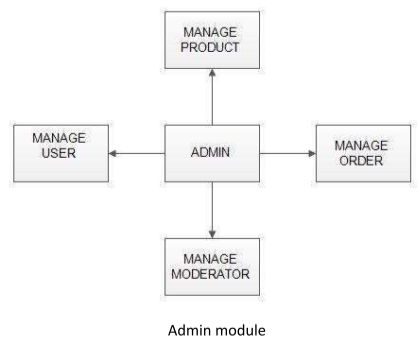 MANAGE
PRODUCT
MANAGE
USER
ADMIN
MANAGE
ORDER
MANAGE
MODERATOR
Admin module